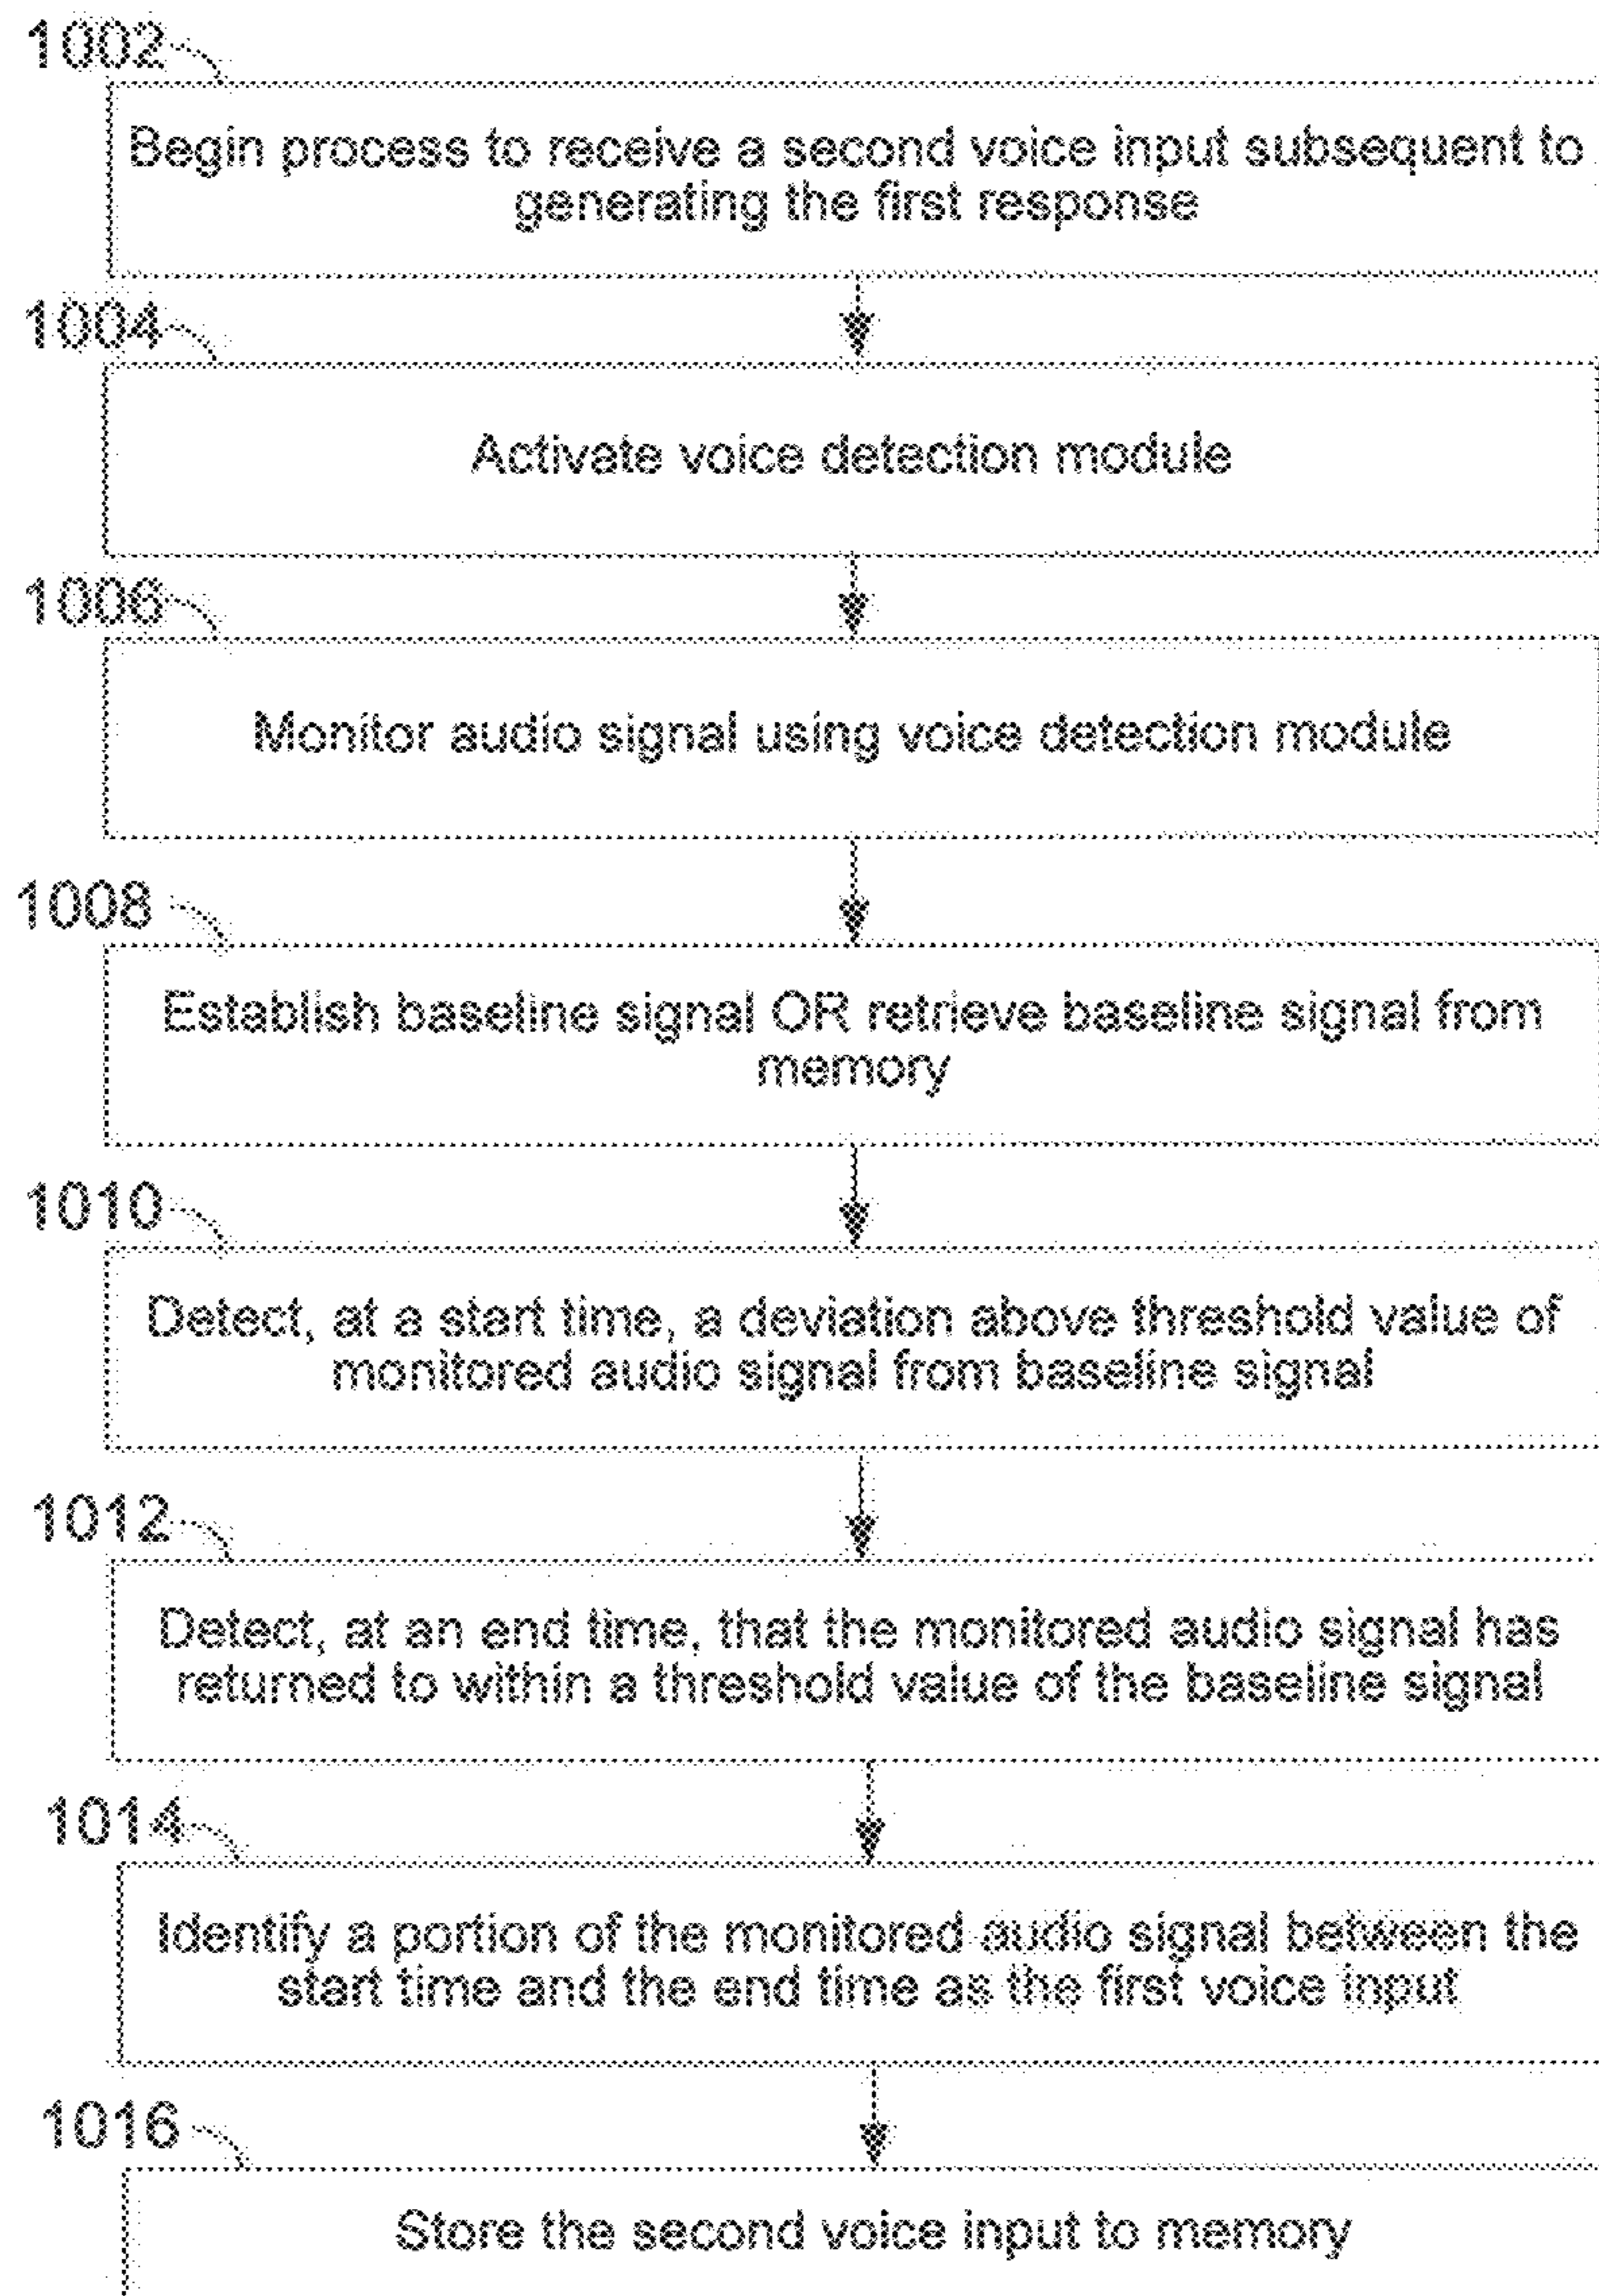 1002
Begin process to receive a second voice input subsequent to
generating the first response
1004
Activate voice detection module
1006
Monitor audio signal using voice detection module
1008
Establish baseline signal OR retrieve baseline signal from
memory
1010
Detect, at a start time, a deviation above threshold value of
monitored audio signal from baseline signal
1012
Detect, at an end time, that the monitored audio signal has
returned to within a threshold value of the baseline signal
1014
Identify a portion of the monitored audio signal between the
start time and the end time as the first voice input
1016
Store the second voice input to memory